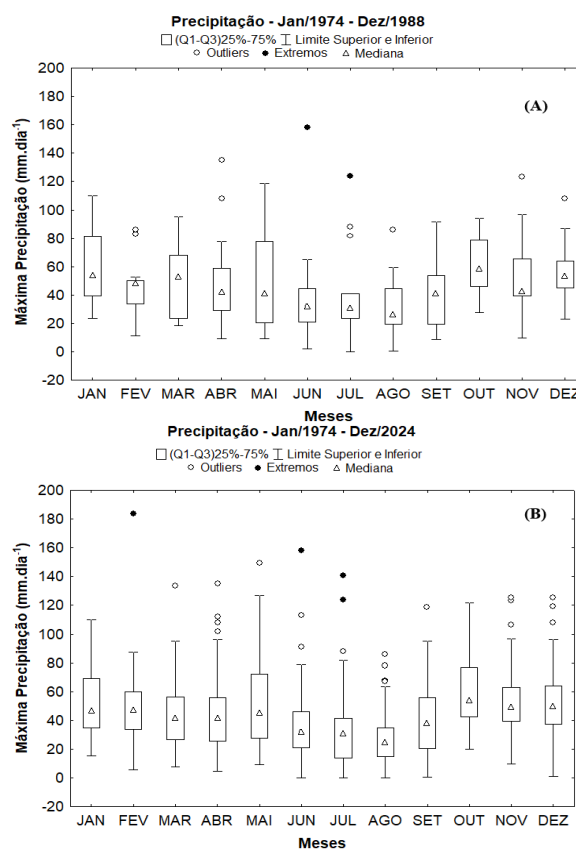 Precipitação - Jan/1974 - Dez/1988
(Q1-Q3)25%-75% Limite Superior e Inferior
Outliers Extremos Mediana
(A)
Máxima Precipitação (mm.dia⁻¹)
200
180
160
140
120
100
80
60
40
20
0
-20
JAN FEV MAR ABR MAI JUN JUL AGO SET OUT NOV DEZ
Meses
Precipitação - Jan/1974 - Dez/2024
(Q1-Q3)25%-75% Limite Superior e Inferior
Outliers Extremos Mediana
(B)
Máxima Precipitação (mm.dia⁻¹)
200
180
160
140
120
100
80
60
40
20
0
-20
JAN FEV MAR ABR MAI JUN JUL AGO SET OUT NOV DEZ
Meses